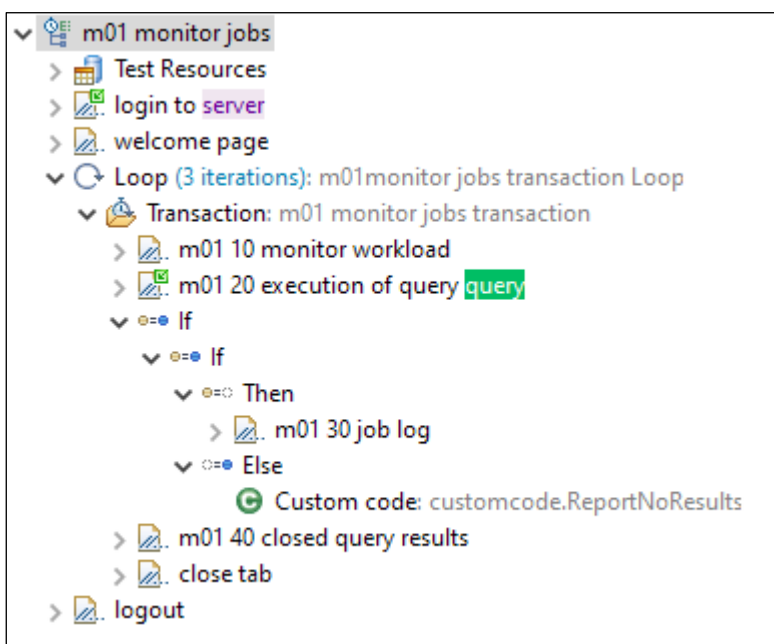 m01 monitor jobs
Test Resources
login to server
welcome page
Loop (3 iterations): m01monitor jobs transaction Loop
Transaction: m01 monitor jobs transaction
m01 10 monitor workload
m01 20 execution of query query
If
If
Then
m01 30 job log
Else
Custom code: customcode.ReportNoResults
m01 40 closed query results
close tab
logout